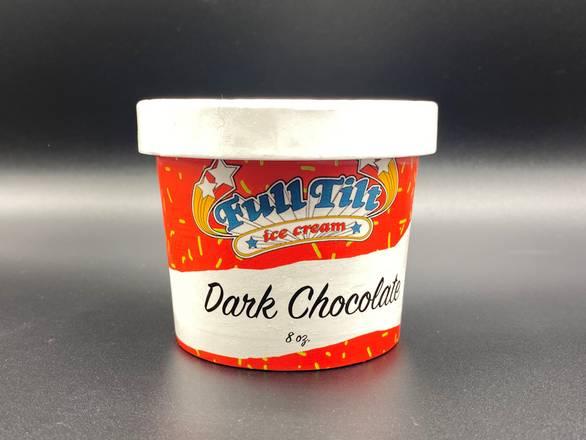 Full Tilt
ice cream
Dark Chocolate
8 oz.